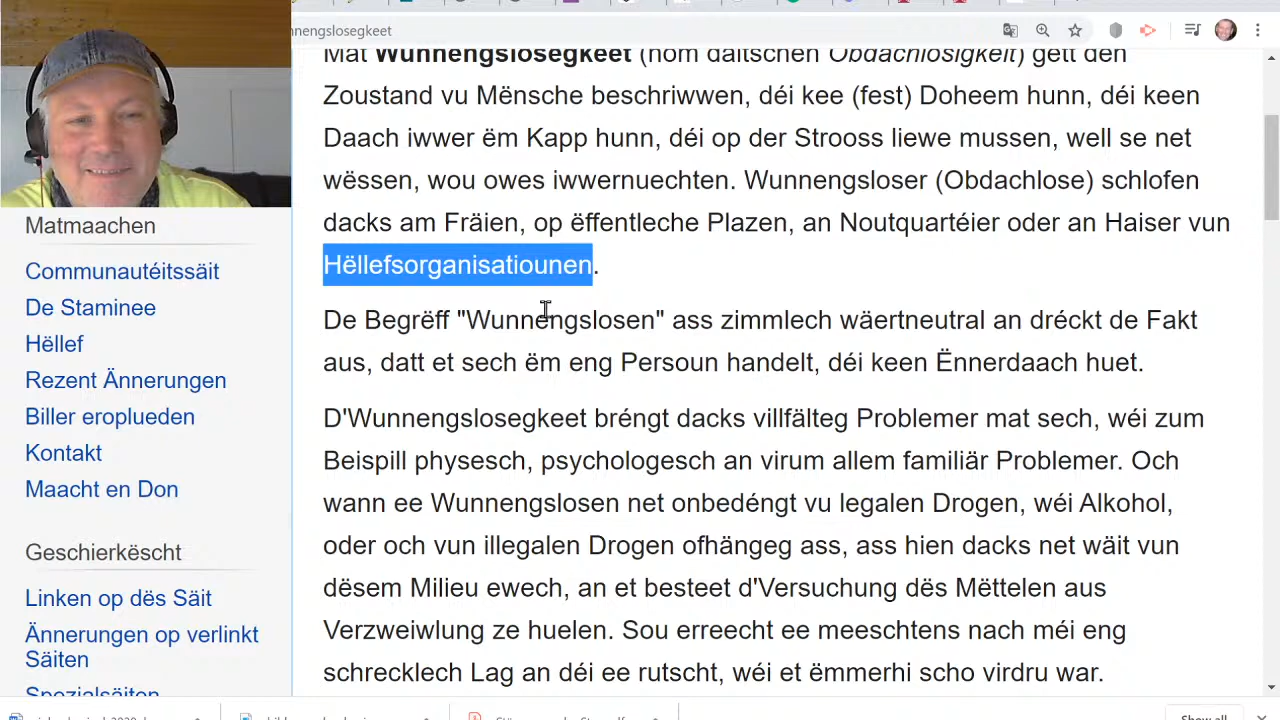 nnengslosegkeet
Mat Wunnengslosegkeet (nom däitschen Obdachlosigkeit) gëtt den
Zoustand vu Mënsche beschriwwen, déi kee (fest) Doheem hunn, déi keen
Daach iwwer ëm Kapp hunn, déi op der Strooss liewe mussen, well se net
wëssen, wou owes iwwernuechten. Wunnengsloser (Obdachlose) schlofen
dacks am Fräien, op ëffentleche Plazen, an Noutquartéier oder an Haiser vun
Hëllefsorganisatiounen.
De Begrëff "Wunnengslosen" ass zimmlech wäertneutral an dréckt de Fakt
aus, datt et sech ëm eng Persoun handelt, déi keen Ënnerdaach huet.
D'Wunnengslosegkeet bréngt dacks villfälteg Problemer mat sech, wéi zum
Beispill physesch, psychologesch an virum allem familiär Problemer. Och
wann ee Wunnengslosen net onbedéngt vu legalen Drogen, wéi Alkohol,
oder och vun illegalen Drogen ofhängeg ass, ass hien dacks net wäit vun
dësem Milieu ewech, an et besteet d'Versuchung dës Mëttelen aus
Verzweiwlung ze huelen. Sou erreecht ee meeschtens nach méi eng
schrecklech Lag an déi ee rutscht, wéi et ëmmerhi scho virdru war.
Matmaachen
Communautéitssäit
De Staminee
Hëllef
Rezent Ännerungen
Biller eroplueden
Kontakt
Maacht en Don
Geschierkëscht
Linken op dës Säit
Ännerungen op verlinkt
Säiten
Spezialsäiten
Show all